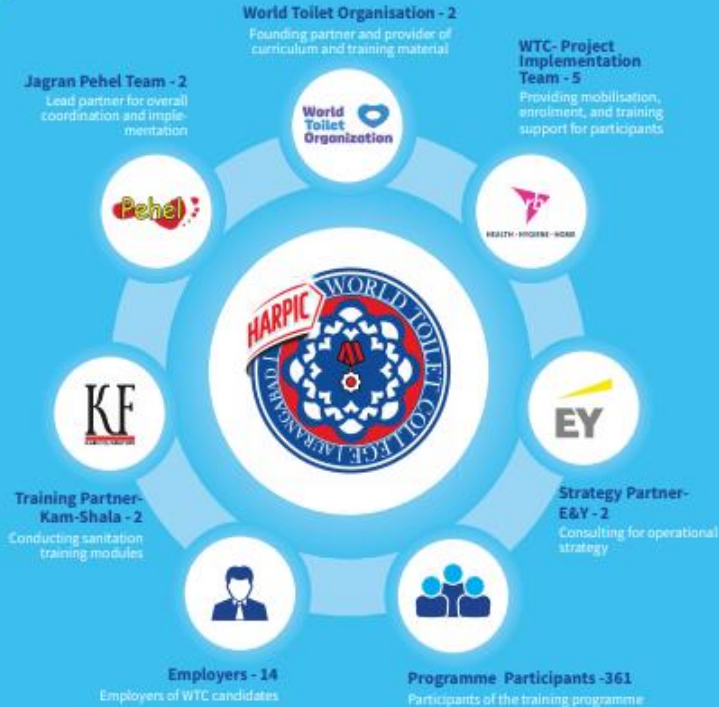 World Toilet Organisation - 2
Founding partner and provider of
curriculum and training material
WTC- Project
Implementation
Team - 5
Providing mobilisation,
enrolment, and training
support for participants
Jagran Pehel Team - 2
Lead partner for overall
coordination and imple-
mentation
World
Toilet
Organization
Pehel
rb
HEALTH • HYGIENE • HOME
HARPIC
WORLD TOILET COLLEGE | AURANGABAD |
KF
EY
Training Partner-
Kam-Shala - 2
Conducting sanitation
training modules
Strategy Partner-
E&Y - 2
Consulting for operational
strategy
Employers - 14
Employers of WTC candidates
Programme Participants -361
Participants of the training programme